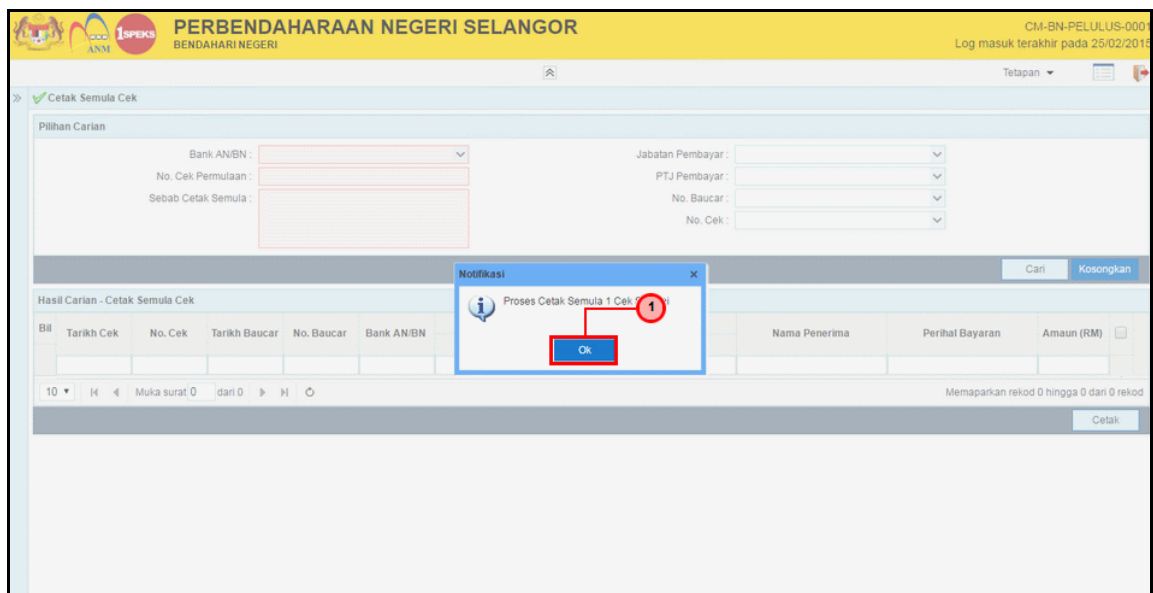 PERBENDAHARAAN NEGERI SELANGOR
BENDAHARI NEGERI
ANM
1SPEKS
CM-BN-PELULUS-0001
Log masuk terakhir pada 25/02/2015
Tetapan
Cetak Semula Cek
Pilihan Carian
Bank AN/BN :
Jabatan Pembayar :
No. Cek Permulaan :
PTJ Pembayar :
Sebab Cetak Semula :
No. Baucar :
No. Cek :
Cari Kosongkan
Notifikasi x
Proses Cetak Semula 1 Cek
1
Ok
Hasil Carian - Cetak Semula Cek
Bil Tarikh Cek No. Cek Tarikh Baucar No. Baucar Bank AN/BN Nama Penerima Perihal Bayaran Amaun (RM)
10 Muka surat 0 dari 0 Memaparkan rekod 0 hingga 0 dari 0 rekod
Cetak